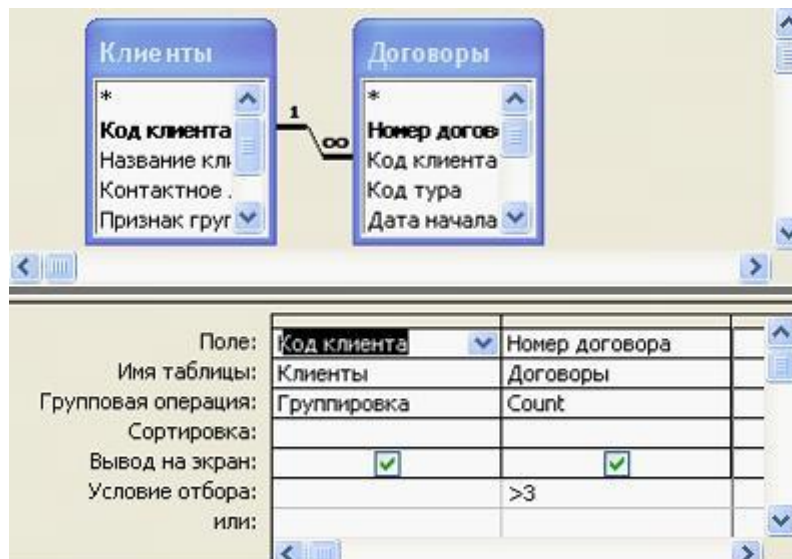 Клиенты
*
Код клиента
Название кли
Контактное .
Признак груг
1
∞
Договоры
*
Номер догов
Код клиента
Код тура
Дата начала
Поле: Код клиента Номер договора
Имя таблицы: Клиенты Договоры
Групповая операция: Группировка Count
Сортировка:
Вывод на экран:
Условие отбора: >3
или: